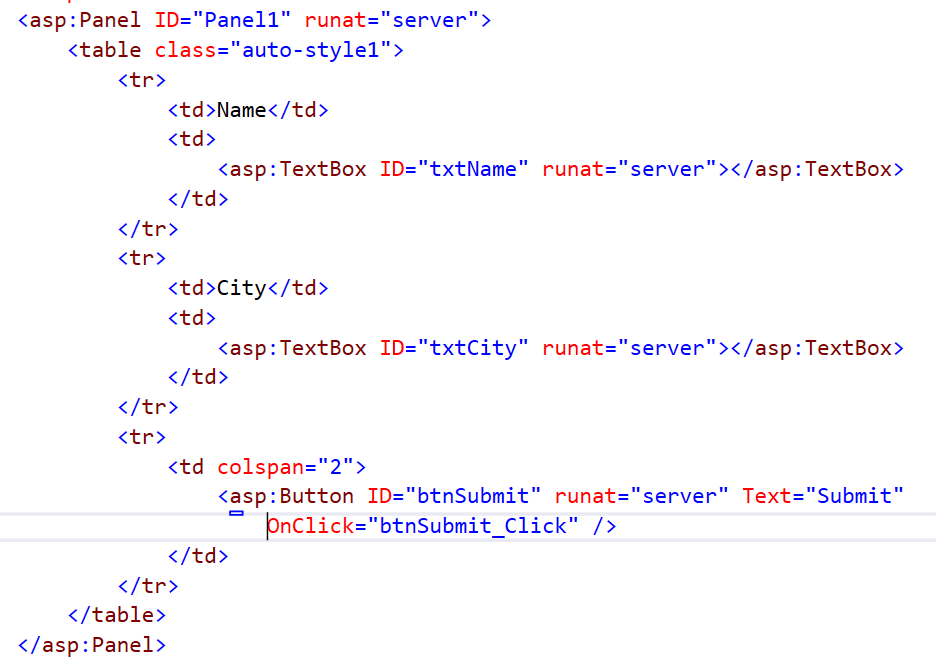 <asp:Panel ID="Panel1" runat="server">
<table class="auto-style1">
<tr>
<td>Name</td>
<td>
<asp:TextBox ID="txtName" runat="server"></asp:TextBox>
</td>
</tr>
<tr>
<td>City</td>
<td>
<asp:TextBox ID="txtCity" runat="server"></asp:TextBox>
</td>
</tr>
<tr>
<td colspan="2">
<asp:Button ID="btnSubmit" runat="server" Text="Submit"
OnClick="btnSubmit_Click" />
</td>
</tr>
</table>
</asp:Panel>